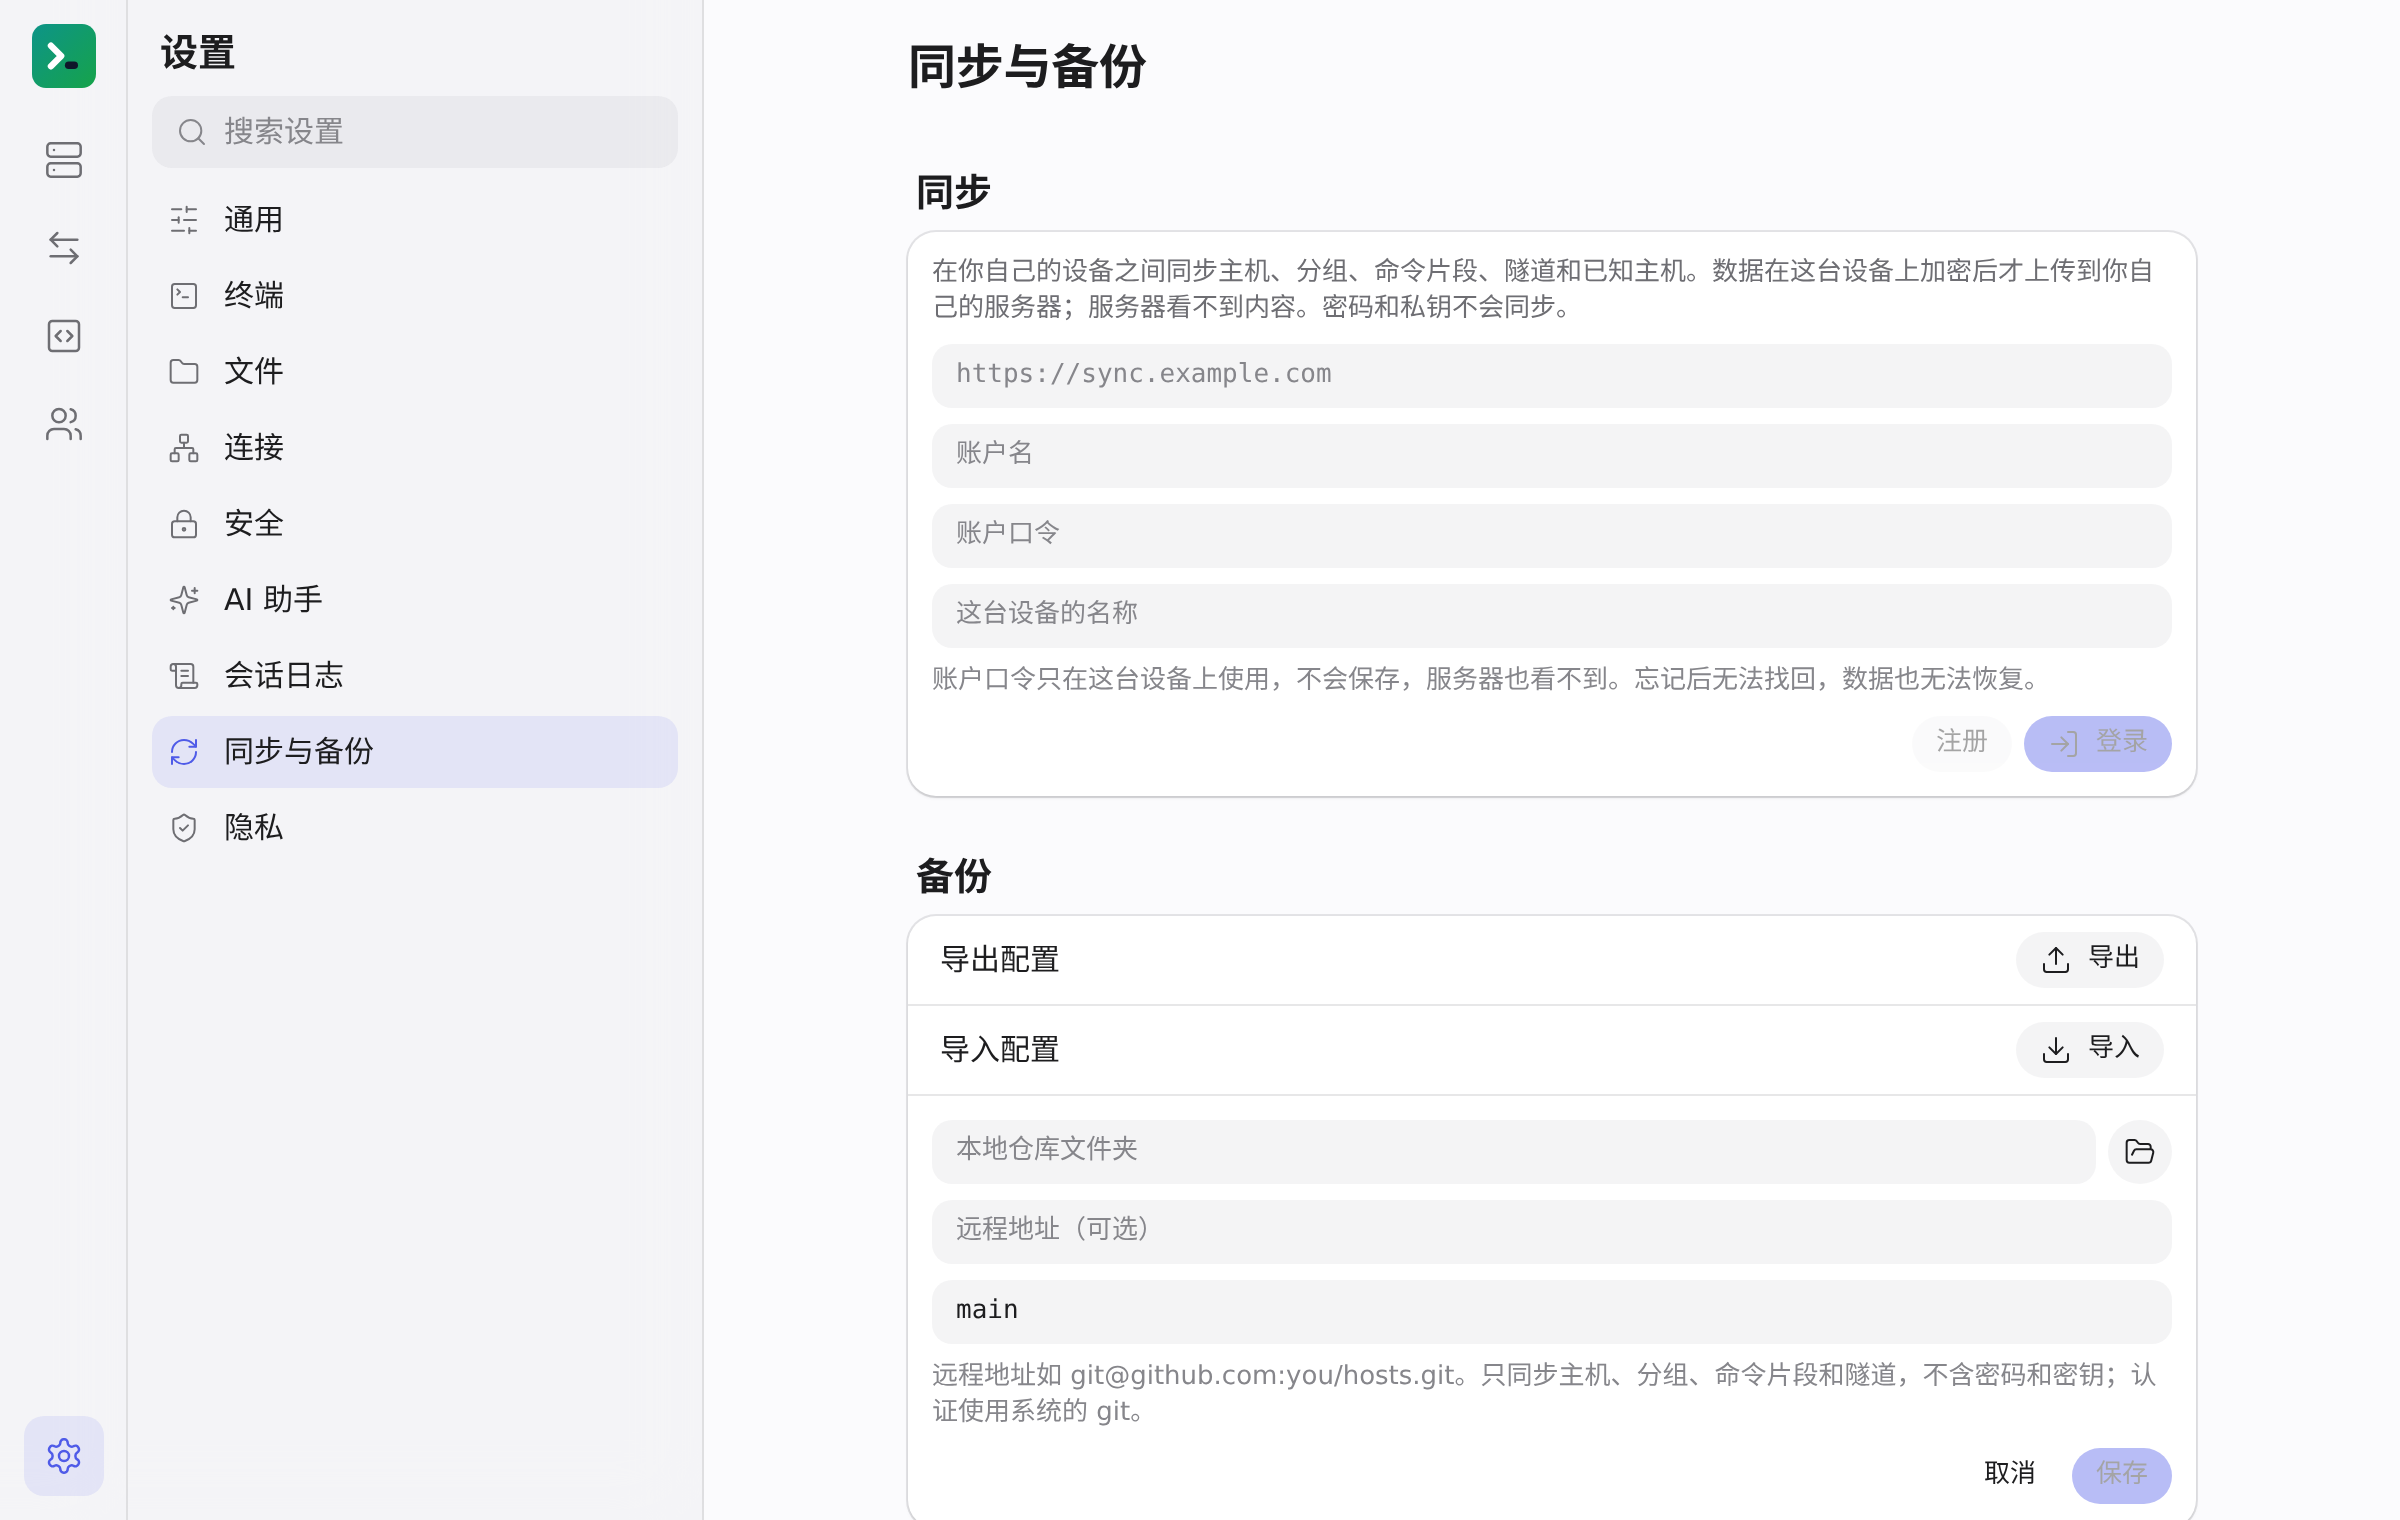 设置
搜索设置
通用
终端
文件
连接
安全
AI 助手
会话日志
同步与备份
隐私
同步与备份
同步
在你自己的设备之间同步主机、分组、命令片段、隧道和已知主机。数据在这台设备上加密后才上传到你自
己的服务器；服务器看不到内容。密码和私钥不会同步。
https://sync.example.com
账户名
账户口令
这台设备的名称
账户口令只在这台设备上使用，不会保存，服务器也看不到。忘记后无法找回，数据也无法恢复。
注册
登录
备份
导出配置
导出
导入配置
导入
本地仓库文件夹
远程地址（可选）
main
远程地址如 git@github.com:you/hosts.git。只同步主机、分组、命令片段和隧道，不含密码和密钥；认
证使用系统的 git。
取消
保存